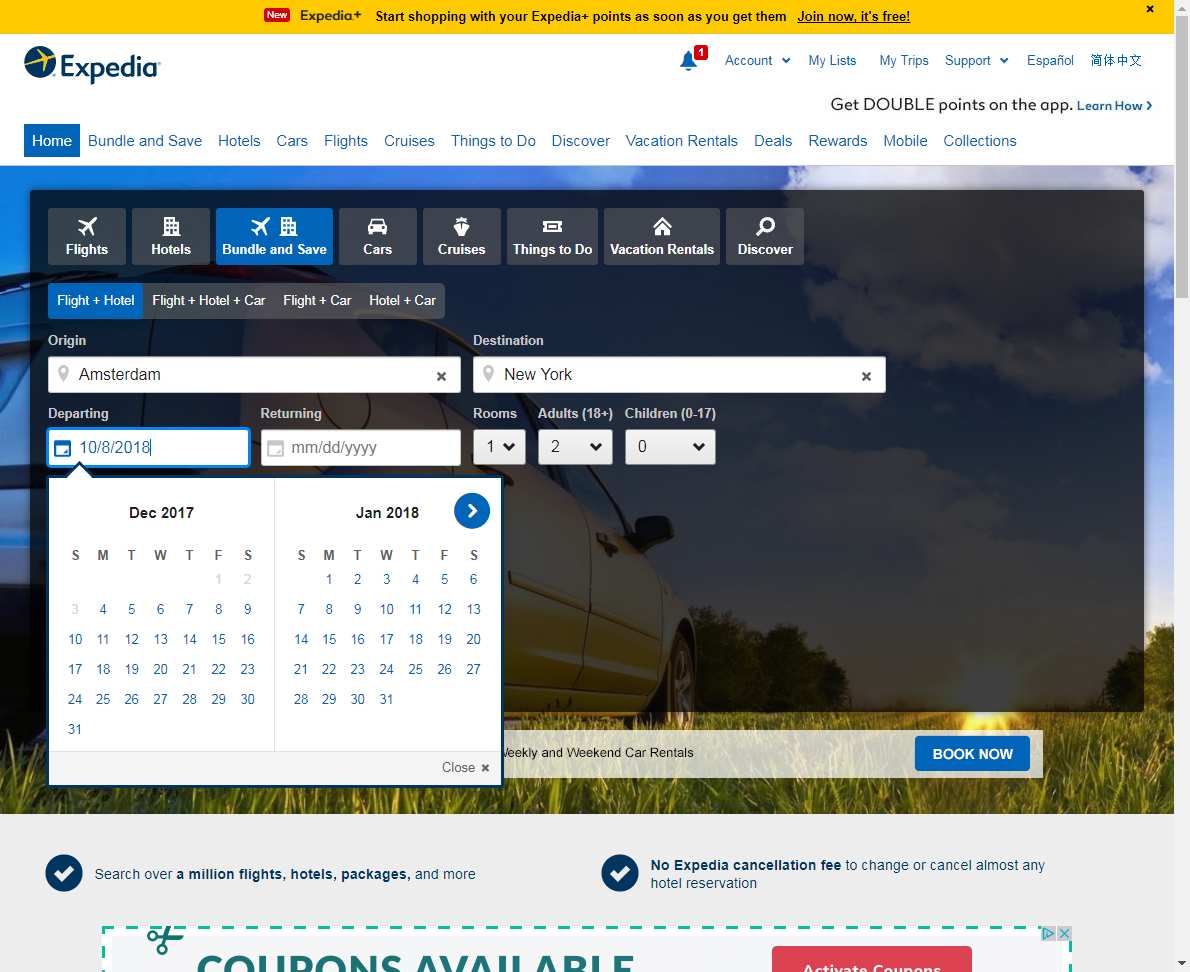 New Expedia+ Start shopping with your Expedia+ points as soon as you get them Join now, it's free!
Expedia
1 Account My Lists My Trips Support Español 简体中文
Get DOUBLE points on the app. Learn How
Home Bundle and Save Hotels Cars Flights Cruises Things to Do Discover Vacation Rentals Deals Rewards Mobile Collections
Flights Hotels Bundle and Save Cars Cruises Things to Do Vacation Rentals Discover
Flight + Hotel Flight + Hotel + Car Flight + Car Hotel + Car
Origin Destination
Amsterdam New York
Departing Returning Rooms Adults (18+) Children (0-17)
10/8/2018 mm/dd/yyyy 1 2 0
Dec 2017 Jan 2018
S M T W T F S S M T W T F S
1 2 1 2 3 4 5 6
3 4 5 6 7 8 9 7 8 9 10 11 12 13
10 11 12 13 14 15 16 14 15 16 17 18 19 20
17 18 19 20 21 22 23 21 22 23 24 25 26 27
24 25 26 27 28 29 30 28 29 30 31
31
Weekly and Weekend Car Rentals BOOK NOW
Close
Search over a million flights, hotels, packages, and more
No Expedia cancellation fee to change or cancel almost any
hotel reservation
COUPONS AVAILABLE
Activate Coupons